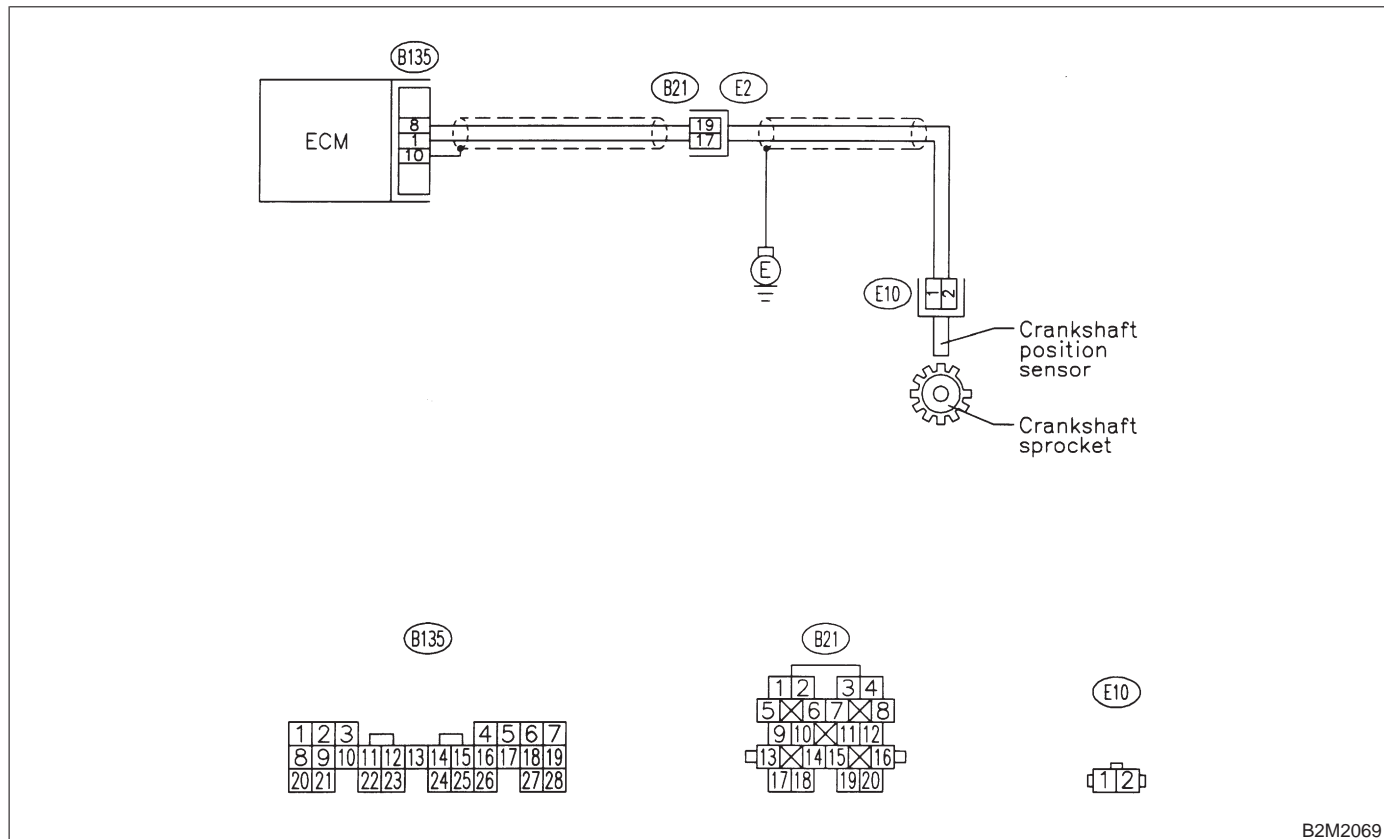 B135
B21 E2
ECM
8
1
10
19
17
E
E10
1 2
Crankshaft
position
sensor
Crankshaft
sprocket
B135
1 2 3 4 5 6 7
8 9 10 11 12 13 14 15 16 17 18 19
20 21 22 23 24 25 26 27 28
B21
1 2 3 4
5 6 7 8
9 10 11 12
13 14 15 16
17 18 19 20
E10
1 2
B2M2069